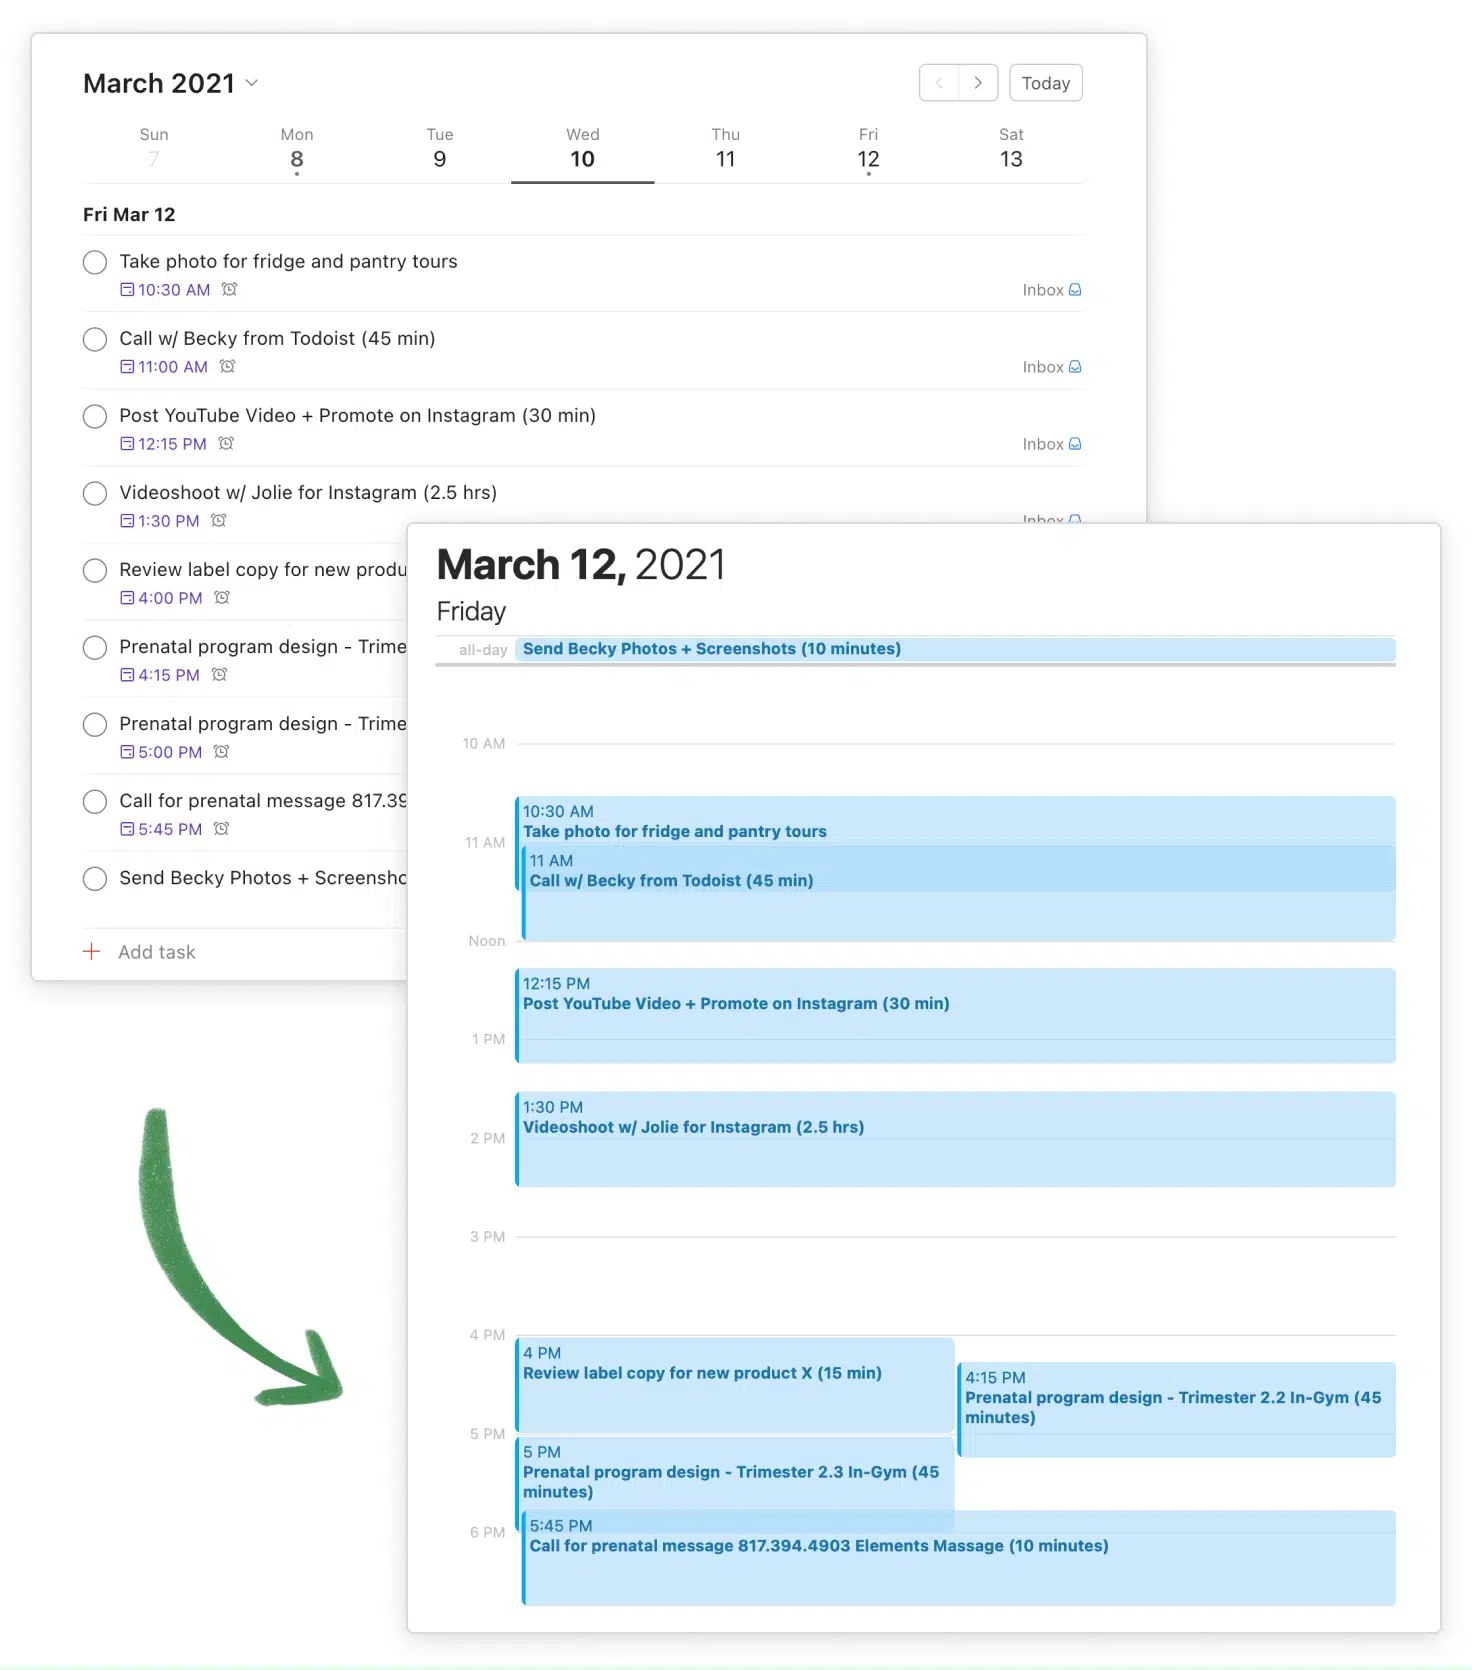 March 2021
Today
Sun Mon Tue Wed Thu Fri Sat
7 8 9 10 11 12 13
Fri Mar 12
Take photo for fridge and pantry tours
10:30 AM Inbox
Call w/ Becky from Todoist (45 min)
11:00 AM Inbox
Post YouTube Video + Promote on Instagram (30 min)
12:15 PM Inbox
Videoshoot w/ Jolie for Instagram (2.5 hrs)
1:30 PM Inbox
Review label copy for new produ
4:00 PM
Prenatal program design - Trime
4:15 PM
Prenatal program design - Trime
5:00 PM
Call for prenatal message 817.39
5:45 PM
Send Becky Photos + Screensho
Add task
March 12, 2021
Friday
all-day Send Becky Photos + Screenshots (10 minutes)
10 AM
10:30 AM
Take photo for fridge and pantry tours
11 AM
11 AM
Call w/ Becky from Todoist (45 min)
Noon
12:15 PM
Post YouTube Video + Promote on Instagram (30 min)
1 PM
1:30 PM
Videoshoot w/ Jolie for Instagram (2.5 hrs)
2 PM
3 PM
4 PM
4 PM
Review label copy for new product X (15 min)
4:15 PM
Prenatal program design - Trimester 2.2 In-Gym (45
minutes)
5 PM
5 PM
Prenatal program design - Trimester 2.3 In-Gym (45
minutes)
5:45 PM
6 PM
Call for prenatal message 817.394.4903 Elements Massage (10 minutes)